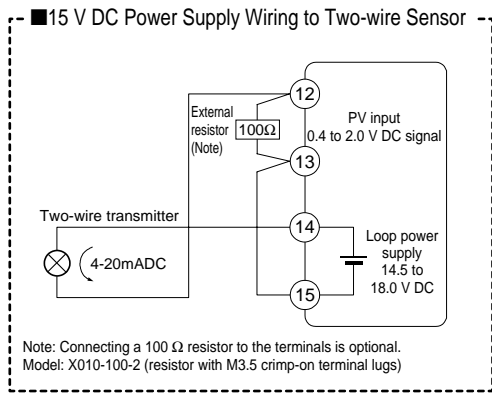 ■15 V DC Power Supply Wiring to Two-wire Sensor
12
External
resistor
(Note)
100Ω
PV input
0.4 to 2.0 V DC signal
13
Two-wire transmitter
14
4-20mADC
Loop power
supply
14.5 to
18.0 V DC
15
Note: Connecting a 100 Ω resistor to the terminals is optional.
Model: X010-100-2 (resistor with M3.5 crimp-on terminal lugs)